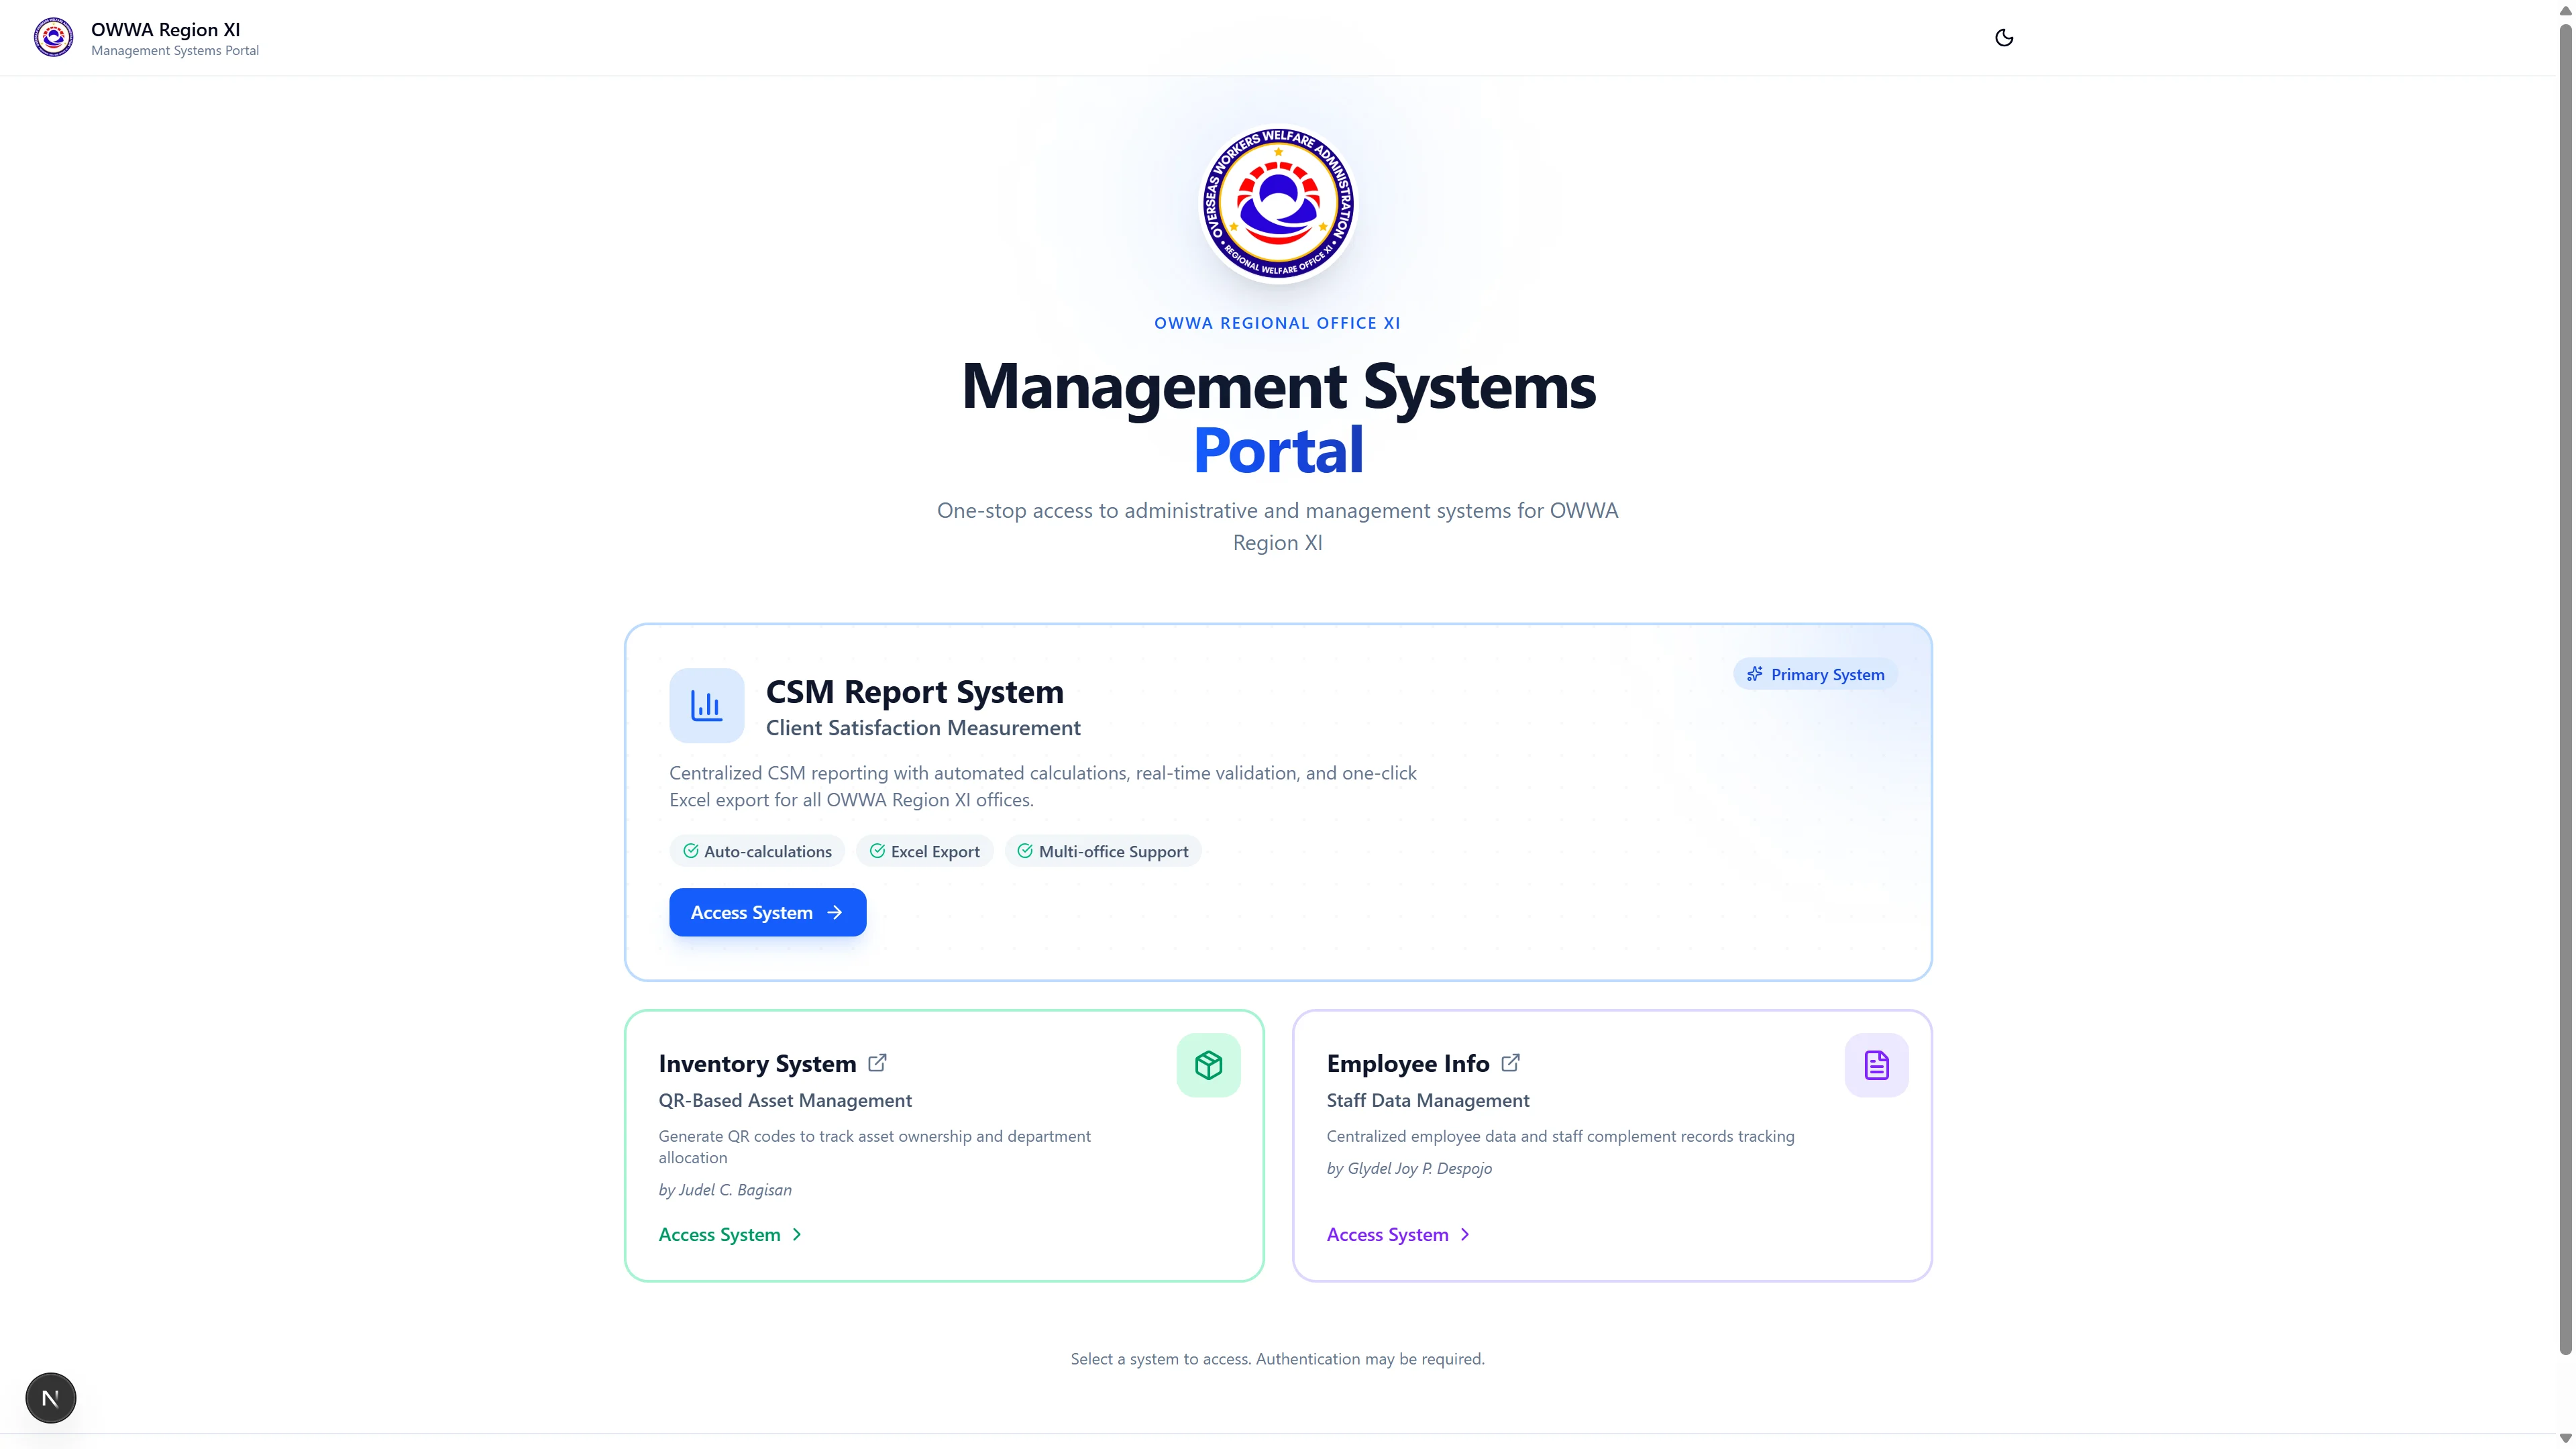 OWWA Region XI
Management Systems Portal
OVERSEAS WORKERS WELFARE ADMINISTRATION
• REGIONAL WELFARE OFFICE XI •
OWWA REGIONAL OFFICE XI
Management Systems
Portal
One-stop access to administrative and management systems for OWWA
Region XI
Primary System
CSM Report System
Client Satisfaction Measurement
Centralized CSM reporting with automated calculations, real-time validation, and one-click
Excel export for all OWWA Region XI offices.
Auto-calculations
Excel Export
Multi-office Support
Access System
Inventory System
QR-Based Asset Management
Generate QR codes to track asset ownership and department
allocation
by Judel C. Bagisan
Access System
Employee Info
Staff Data Management
Centralized employee data and staff complement records tracking
by Glydel Joy P. Despojo
Access System
Select a system to access. Authentication may be required.
N